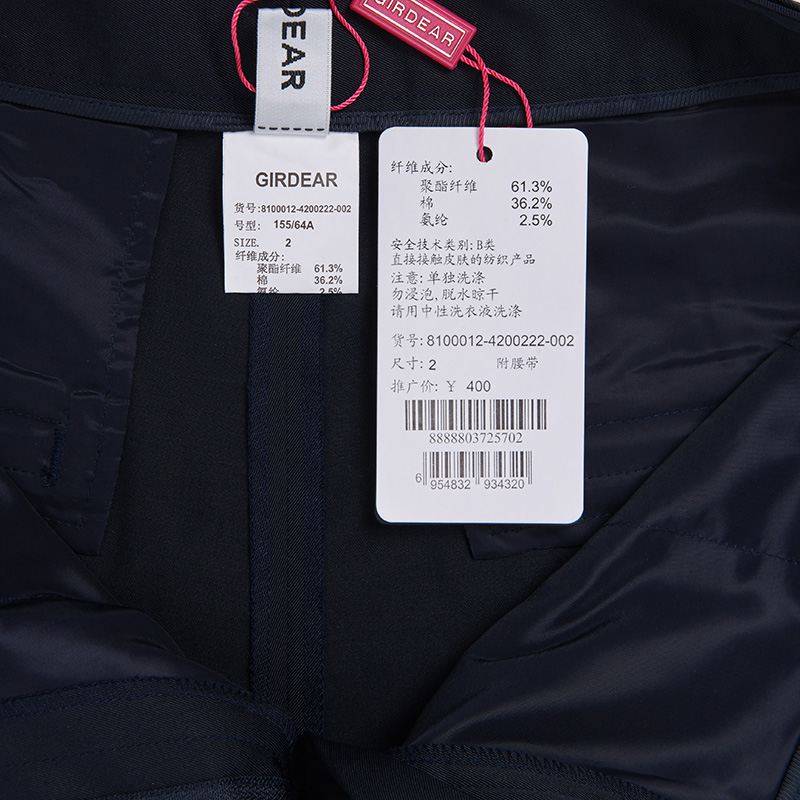 GIRDEAR
GIRDEAR
GIRDEAR
货号:8100012-4200222-002
号型: 155/64A
SIZE. 2
纤维成分:
聚酯纤维 61.3%
棉 36.2%
氨纶 2.5%
纤维成分:
聚酯纤维 61.3%
棉 36.2%
氨纶 2.5%
安全技术类别: B类
直接接触皮肤的纺织产品
注意: 单独洗涤
勿浸泡, 脱水晾干
请用中性洗衣液洗涤
货号: 8100012-4200222-002
尺寸: 2 附腰带
推广价: ¥ 400
8888803725702
6 954832 934320